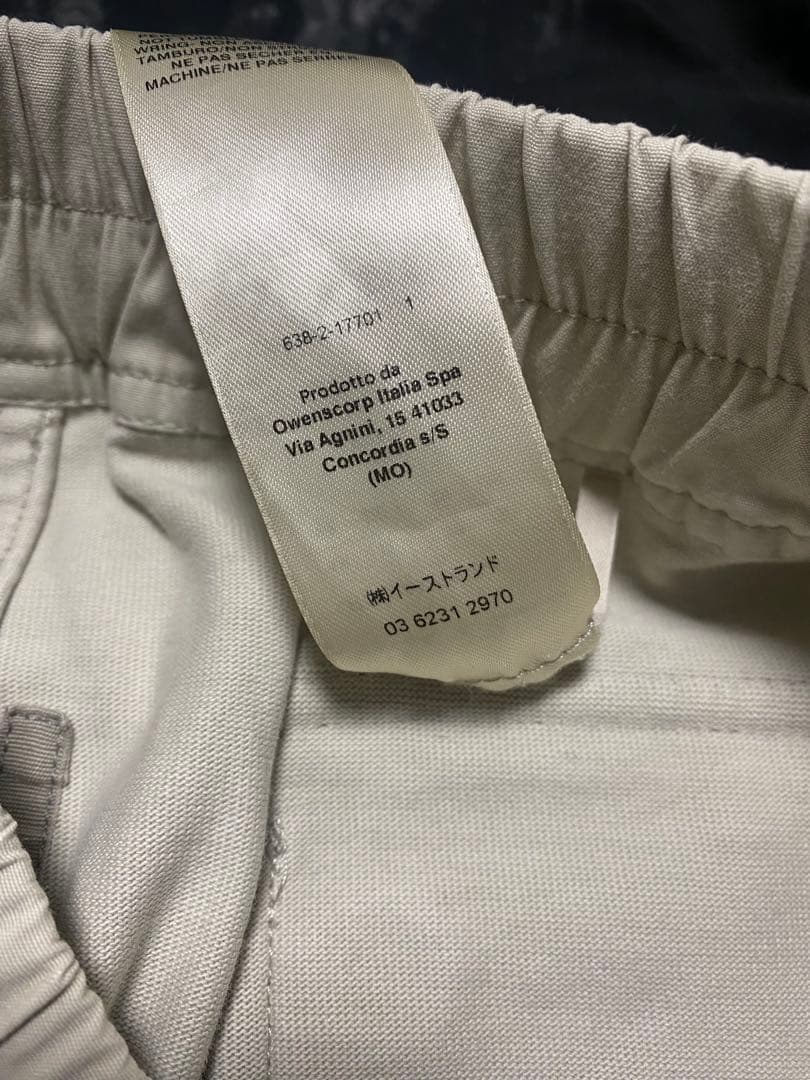 TAMBURO/NON
NE PAS SECHER
MACHINE/NE PAS SERRER
638-2-17701 1
Prodotto da
Owenscorp Italia Spa
Via Agnini, 15 41033
Concordia s/S
(MO)
㈱イーストランド
03 6231 2970